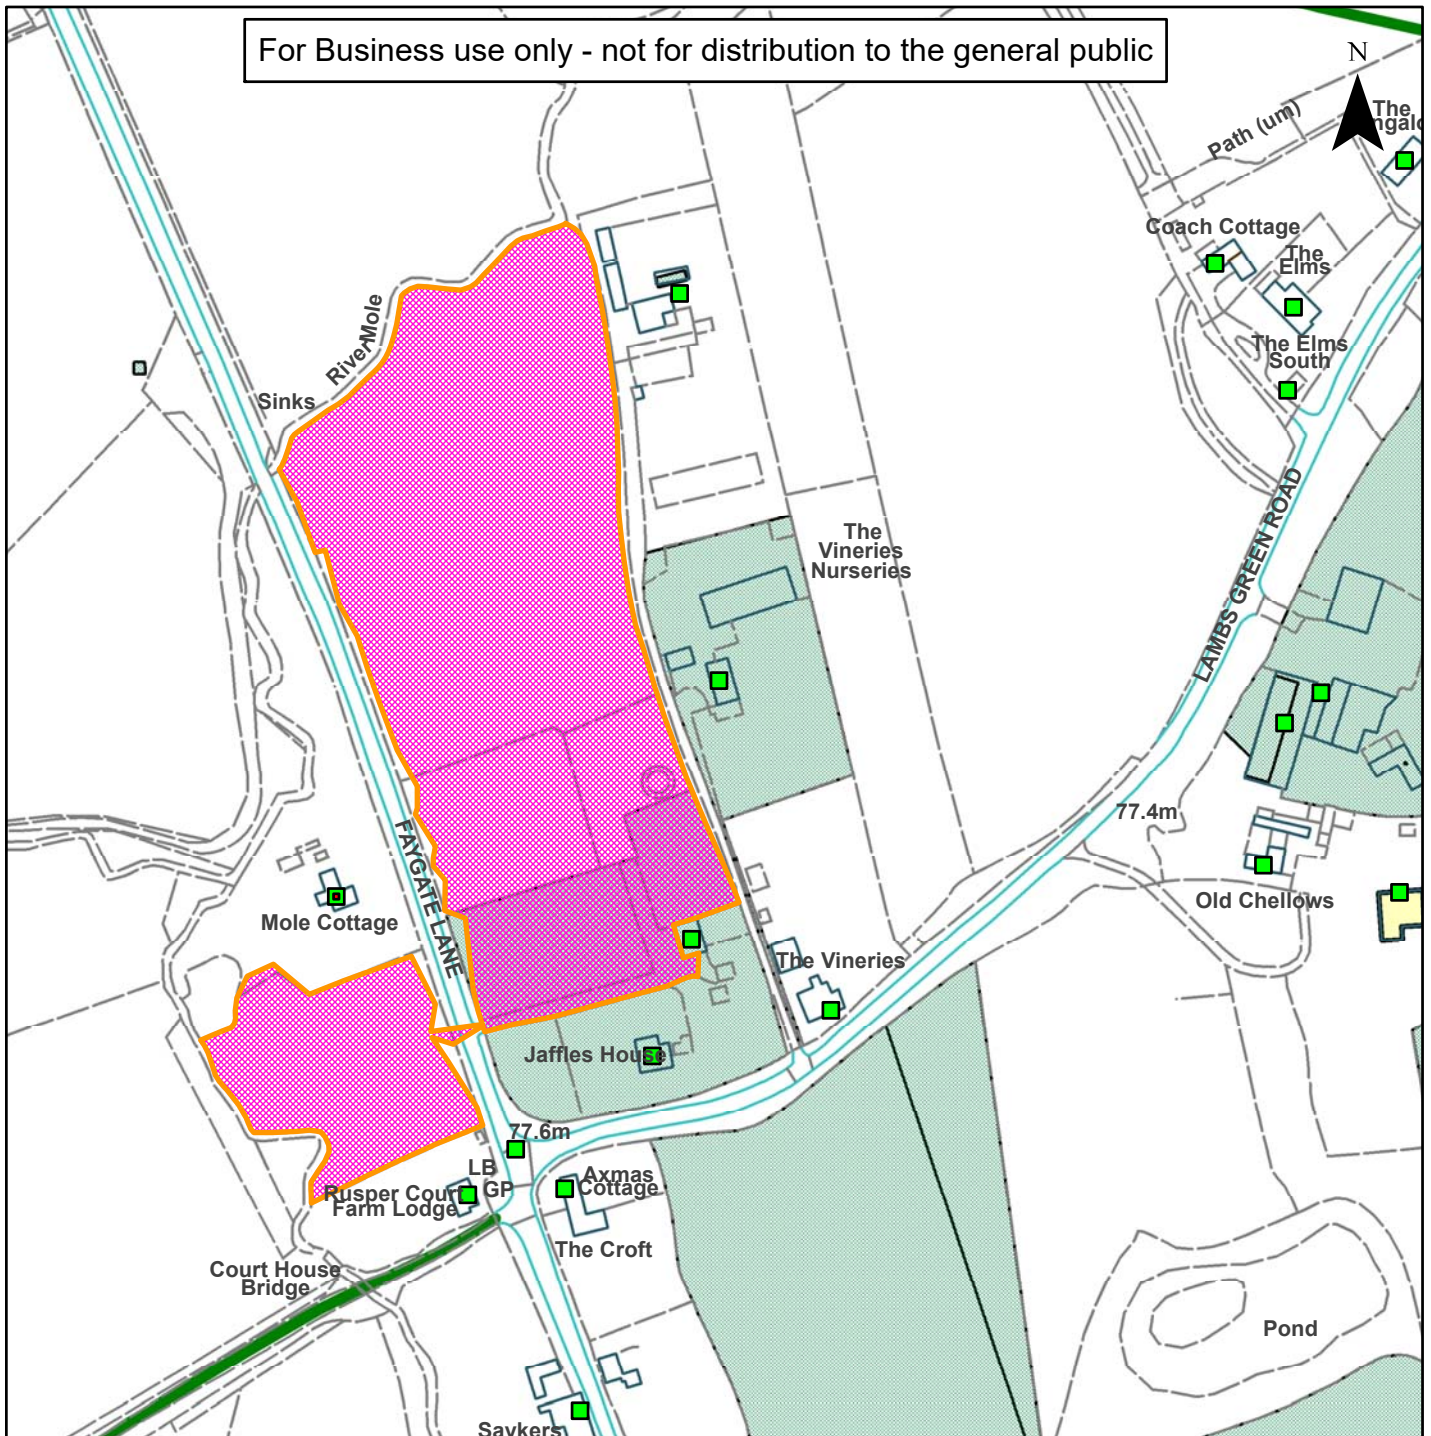 For Business use only - not for distribution to the general public
N
The
Path (um)
Coach Cottage
The
Elms
The Elms
South
River Mole
Sinks
The
Vineries
Nurseries
LAMBS GREEN ROAD
77.4m
FAYGATE LANE
Mole Cottage
Old Chellows
The Vineries
Jaffles House
77.6m
LB
GP
Axmas
Cottage
Rusper Court
Farm Lodge
The Croft
Court House
Bridge
Pond
Saykers